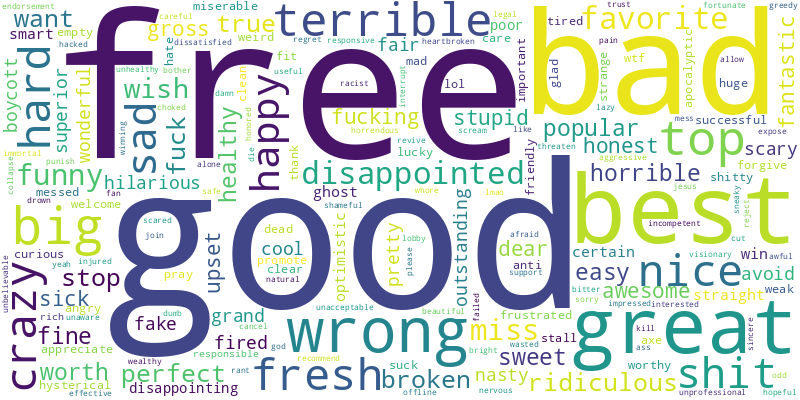 free
good
bad
best
great
terrible
favorite
hard
sad
happy
wish
true
gross
want
miserable
endorsement
careful
smart
empty
dissatisfied
hacked
hate
weird
fair
poor
care
tired
trust
fortunate
greedy
legal
regret
responsive
heartbroken
mad
fit
boycott
superior
wonderful
unhealthy
bother
useful
clean
damn
choked
fuck
fucking
racist
interrupt
lol
important
glad
strange
wtf
pain
allow
apocalyptic
huge
lazy
mess
successful
expose
fantastic
stupid
popular
honest
top
scary
immortal
punish
collapse
winning
honored
die
horrendous
revive
scream
like
threaten
funny
healthy
alone
thank
lucky
disappointed
friendly
horrible
aggressive
forgive
jesus
shitty
sneaky
reject
messed
hilarious
drown
welcome
fan
safe
ghost
whore
lmao
shameful
incompetent
big
scared
join
dead
cool
promote
clear
natural
optimistic
lobby
please
pretty
outstanding
dear
anti
afraid
support
certain
visionary
cut
win
awful
curious
yeah
injured
upset
pray
stop
unbelievable
crazy
sick
angry
dumb
unacceptable
beautiful
failed
easy
nice
avoid
bitter
sorry
impressed
interested
awesome
straight
weak
rich
unaware
fake
grand
frustrated
fine
fired
cancel
god
wrong
miss
stall
axe
kill
ass
sincere
appreciate
responsible
wasted
worth
wealthy
recommend
bright
sweet
worthy
odd
hysterical
perfect
rant
fresh
suck
broken
nasty
ridiculous
shit
effective
disappointing
offline
nervous
unprofessional
hopeful